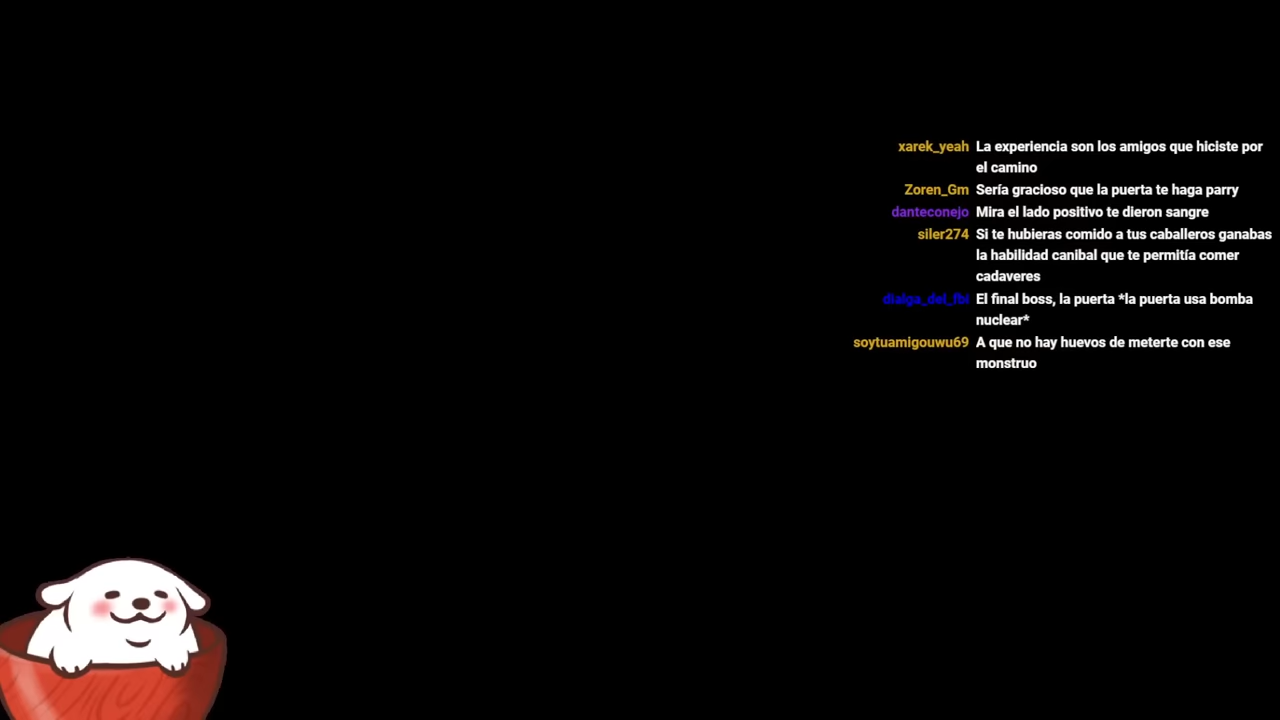 xarek_yeah La experiencia son los amigos que hiciste por
el camino
Zoren_Gm Sería gracioso que la puerta te haga parry
danteconejo Mira el lado positivo te dieron sangre
siler274 Si te hubieras comido a tus caballeros ganabas
la habilidad canibal que te permitía comer
cadaveres
dialga_del_fbi El final boss, la puerta *la puerta usa bomba
nuclear*
soytuamigouwu69 A que no hay huevos de meterte con ese
monstruo